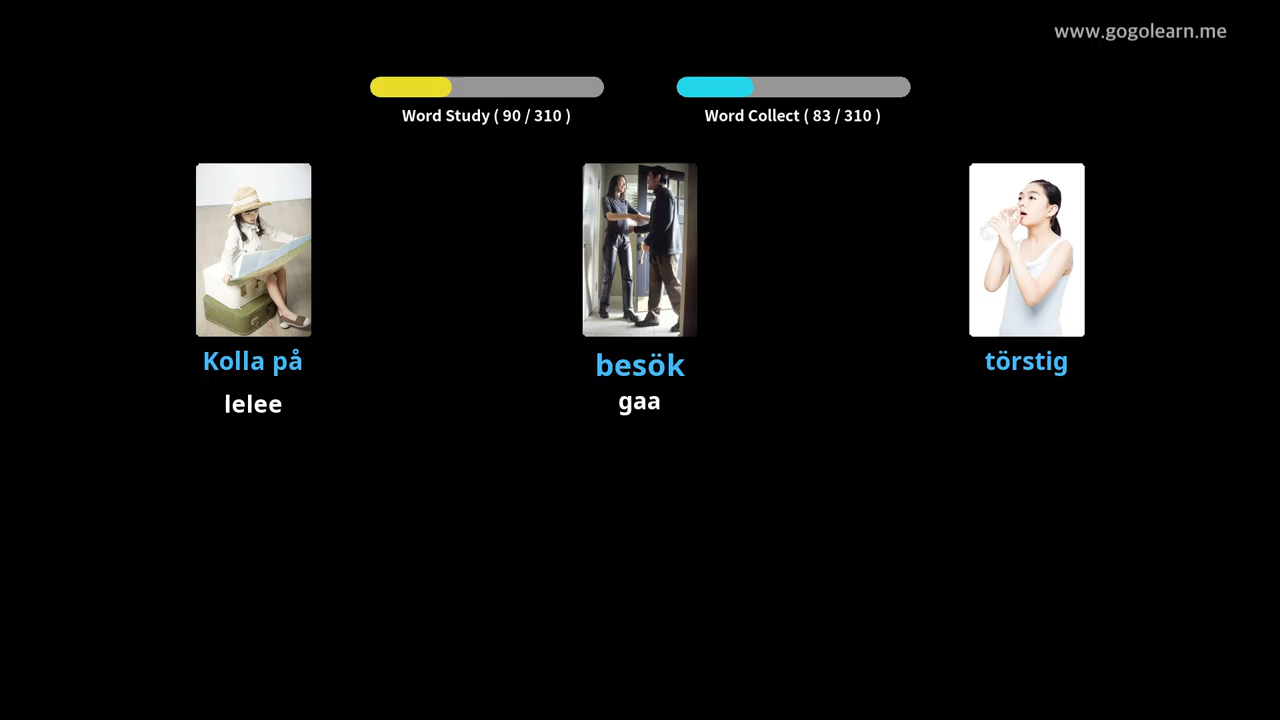 www.gogolearn.me
Word Study ( 90 / 310 )
Word Collect ( 83 / 310 )
Kolla på
besök
törstig
lelee
gaa